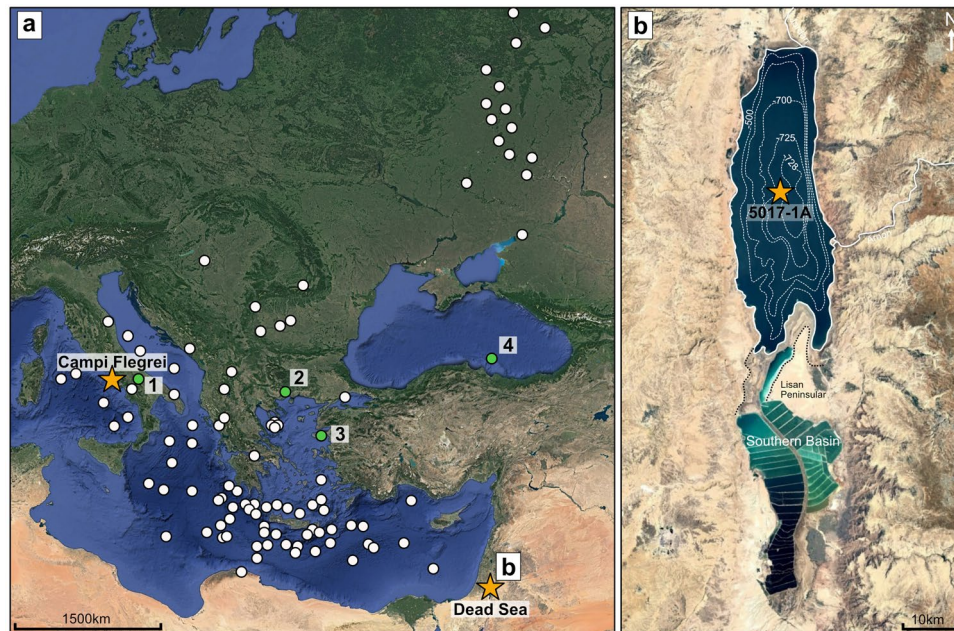 a
Campi Flegrei
1
2
3
4
b
Dead Sea
1500km
b
N
-500
-700
-725
-728
5017-1A
Lisan
Peninsular
Southern Basin
10km